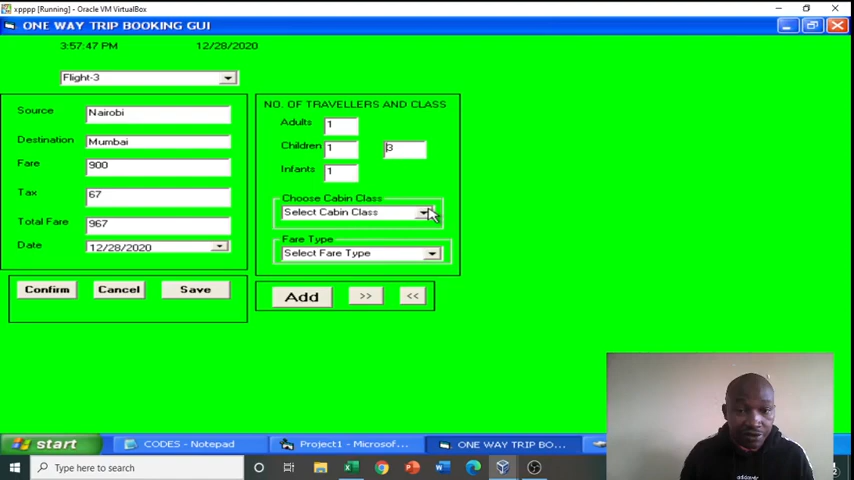 xpppp [Running] - Oracle VM VirtualBox
ONE WAY TRIP BOOKING GUI
3:57:47 PM 12/28/2020
Flight-3
NO. OF TRAVELLERS AND CLASS
Source Nairobi
Destination Mumbai
Fare 900
Tax 67
Total Fare 967
Date 12/28/2020
Adults 1
Children 1 3
Infants 1
Choose Cabin Class
Select Cabin Class
Fare Type
Select Fare Type
Confirm Cancel Save
Add >> <<
start CODES - Notepad Project1 - Microsof... ONE WAY TRIP BO...
Type here to search